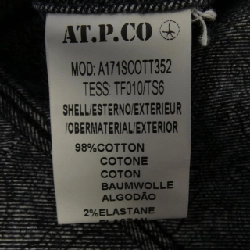 AT.P.CO
MOD: A171SCOTT352
TESS: TF010/TS6
SHELL/ESTERNO/EXTERIEUR
/OBERMATERIAL/EXTERIOR
98%COTTON
COTONE
COTON
BAUMWOLLE
ALGODÃO
2%ELASTANE
ELASTAN